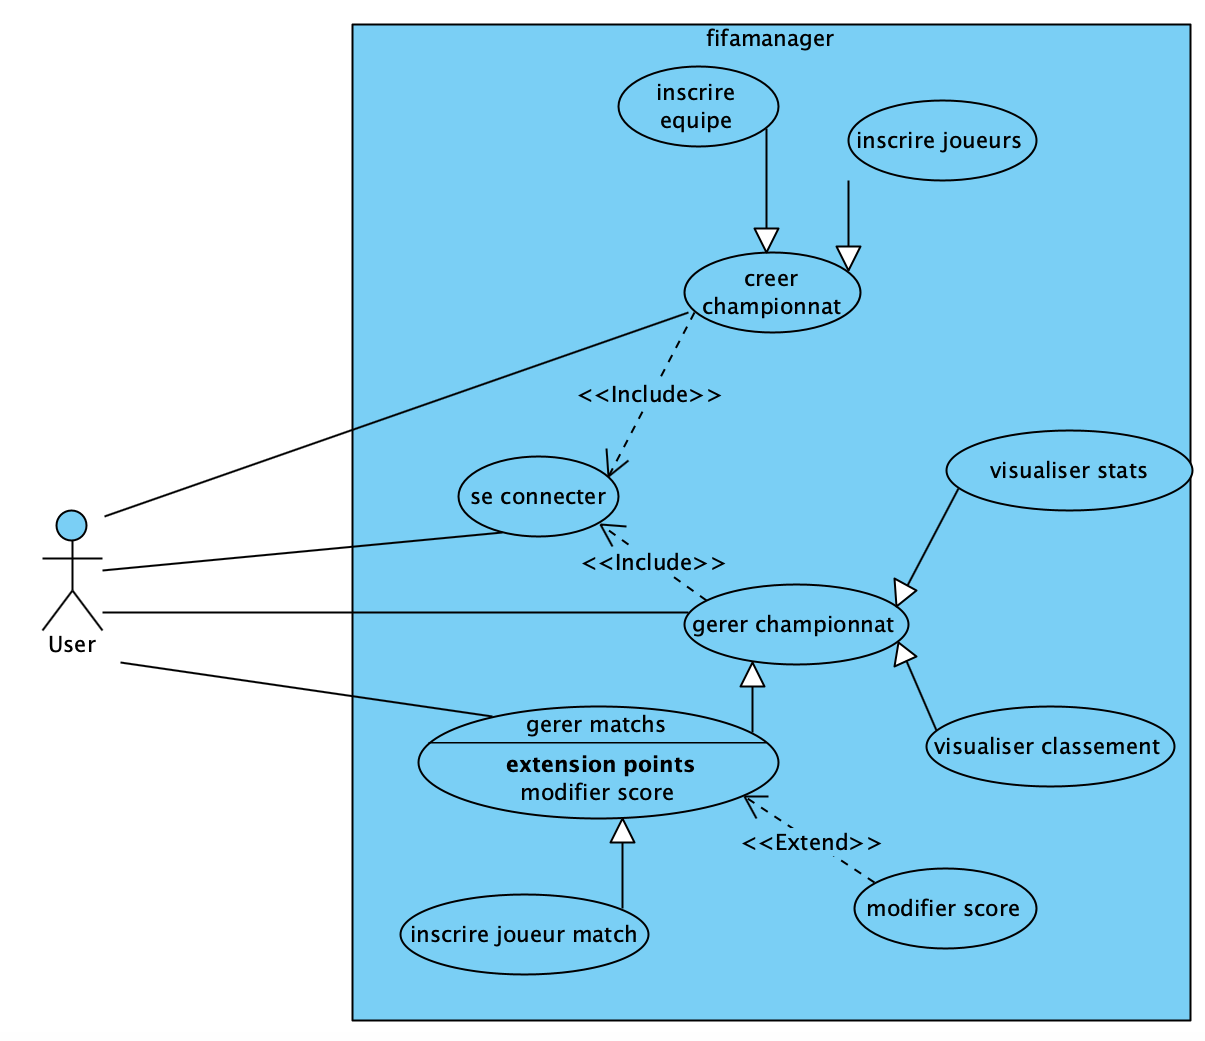 fifamanager
inscrire
equipe
inscrire joueurs
creer
championnat
<<Include>>
visualiser stats
se connecter
<<Include>>
gerer championnat
User
gerer matchs
extension points
modifier score
visualiser classement
<<Extend>>
modifier score
inscrire joueur match